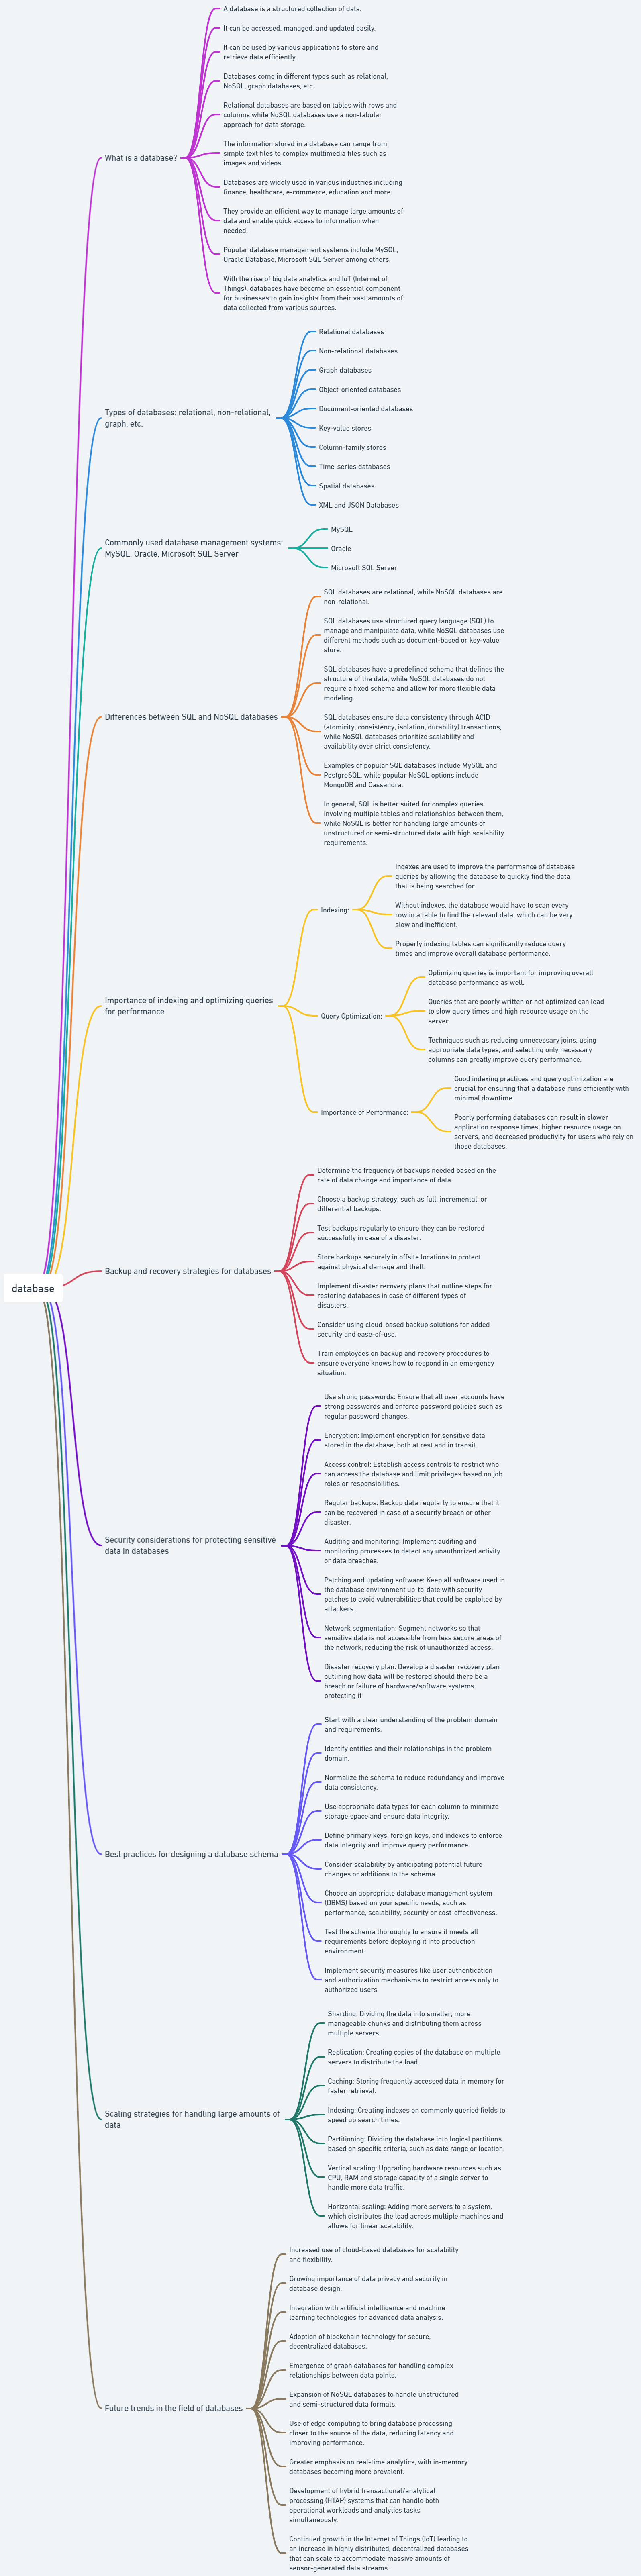 A database is a structured collection of data.
It can be accessed, managed, and updated easily.
It can be used by various applications to store and
retrieve data efficiently.
Databases come in different types such as relational,
NoSQL, graph databases, etc.
Relational databases are based on tables with rows and
columns while NoSQL databases use a non-tabular
approach for data storage.
What is a database?
The information stored in a database can range from
simple text files to complex multimedia files such as
images and videos.
Databases are widely used in various industries including
finance, healthcare, e-commerce, education and more.
They provide an efficient way to manage large amounts of
data and enable quick access to information when
needed.
Popular database management systems include MySQL,
Oracle Database, Microsoft SQL Server among others.
With the rise of big data analytics and IoT (Internet of
Things), databases have become an essential component
for businesses to gain insights from their vast amounts of
data collected from various sources.
Types of databases: relational, non-relational,
graph, etc.
Relational databases
Non-relational databases
Graph databases
Object-oriented databases
Document-oriented databases
Key-value stores
Column-family stores
Time-series databases
Spatial databases
XML and JSON Databases
Commonly used database management systems:
MySQL, Oracle, Microsoft SQL Server
MySQL
Oracle
Microsoft SQL Server
Differences between SQL and NoSQL databases
SQL databases are relational, while NoSQL databases are
non-relational.
SQL databases use structured query language (SQL) to
manage and manipulate data, while NoSQL databases use
different methods such as document-based or key-value
store.
SQL databases have a predefined schema that defines the
structure of the data, while NoSQL databases do not
require a fixed schema and allow for more flexible data
modeling.
SQL databases ensure data consistency through ACID
(atomicity, consistency, isolation, durability) transactions,
while NoSQL databases prioritize scalability and
availability over strict consistency.
Examples of popular SQL databases include MySQL and
PostgreSQL, while popular NoSQL options include
MongoDB and Cassandra.
In general, SQL is better suited for complex queries
involving multiple tables and relationships between them,
while NoSQL is better for handling large amounts of
unstructured or semi-structured data with high scalability
requirements.
Importance of indexing and optimizing queries
for performance
Indexing:
Indexes are used to improve the performance of database
queries by allowing the database to quickly find the data
that is being searched for.
Without indexes, the database would have to scan every
row in a table to find the relevant data, which can be very
slow and inefficient.
Properly indexing tables can significantly reduce query
times and improve overall database performance.
Query Optimization:
Optimizing queries is important for improving overall
database performance as well.
Queries that are poorly written or not optimized can lead
to slow query times and high resource usage on the
server.
Techniques such as reducing unnecessary joins, using
appropriate data types, and selecting only necessary
columns can greatly improve query performance.
Importance of Performance:
Good indexing practices and query optimization are
crucial for ensuring that a database runs efficiently with
minimal downtime.
Poorly performing databases can result in slower
application response times, higher resource usage on
servers, and decreased productivity for users who rely on
those databases.
database
Backup and recovery strategies for databases
Determine the frequency of backups needed based on the
rate of data change and importance of data.
Choose a backup strategy, such as full, incremental, or
differential backups.
Test backups regularly to ensure they can be restored
successfully in case of a disaster.
Store backups securely in offsite locations to protect
against physical damage and theft.
Implement disaster recovery plans that outline steps for
restoring databases in case of different types of
disasters.
Consider using cloud-based backup solutions for added
security and ease-of-use.
Train employees on backup and recovery procedures to
ensure everyone knows how to respond in an emergency
situation.
Security considerations for protecting sensitive
data in databases
Use strong passwords: Ensure that all user accounts have
strong passwords and enforce password policies such as
regular password changes.
Encryption: Implement encryption for sensitive data
stored in the database, both at rest and in transit.
Access control: Establish access controls to restrict who
can access the database and limit privileges based on job
roles or responsibilities.
Regular backups: Backup data regularly to ensure that it
can be recovered in case of a security breach or other
disaster.
Auditing and monitoring: Implement auditing and
monitoring processes to detect any unauthorized activity
or data breaches.
Patching and updating software: Keep all software used in
the database environment up-to-date with security
patches to avoid vulnerabilities that could be exploited by
attackers.
Network segmentation: Segment networks so that
sensitive data is not accessible from less secure areas of
the network, reducing the risk of unauthorized access.
Disaster recovery plan: Develop a disaster recovery plan
outlining how data will be restored should there be a
breach or failure of hardware/software systems
protecting it
Best practices for designing a database schema
Start with a clear understanding of the problem domain
and requirements.
Identify entities and their relationships in the problem
domain.
Normalize the schema to reduce redundancy and improve
data consistency.
Use appropriate data types for each column to minimize
storage space and ensure data integrity.
Define primary keys, foreign keys, and indexes to enforce
data integrity and improve query performance.
Consider scalability by anticipating potential future
changes or additions to the schema.
Choose an appropriate database management system
(DBMS) based on your specific needs, such as
performance, scalability, security or cost-effectiveness.
Test the schema thoroughly to ensure it meets all
requirements before deploying it into production
environment.
Implement security measures like user authentication
and authorization mechanisms to restrict access only to
authorized users
Scaling strategies for handling large amounts of
data
Sharding: Dividing the data into smaller, more
manageable chunks and distributing them across
multiple servers.
Replication: Creating copies of the database on multiple
servers to distribute the load.
Caching: Storing frequently accessed data in memory for
faster retrieval.
Indexing: Creating indexes on commonly queried fields to
speed up search times.
Partitioning: Dividing the database into logical partitions
based on specific criteria, such as date range or location.
Vertical scaling: Upgrading hardware resources such as
CPU, RAM and storage capacity of a single server to
handle more data traffic.
Horizontal scaling: Adding more servers to a system,
which distributes the load across multiple machines and
allows for linear scalability.
Future trends in the field of databases
Increased use of cloud-based databases for scalability
and flexibility.
Growing importance of data privacy and security in
database design.
Integration with artificial intelligence and machine
learning technologies for advanced data analysis.
Adoption of blockchain technology for secure,
decentralized databases.
Emergence of graph databases for handling complex
relationships between data points.
Expansion of NoSQL databases to handle unstructured
and semi-structured data formats.
Use of edge computing to bring database processing
closer to the source of the data, reducing latency and
improving performance.
Greater emphasis on real-time analytics, with in-memory
databases becoming more prevalent.
Development of hybrid transactional/analytical
processing (HTAP) systems that can handle both
operational workloads and analytics tasks
simultaneously.
Continued growth in the Internet of Things (IoT) leading to
an increase in highly distributed, decentralized databases
that can scale to accommodate massive amounts of
sensor-generated data streams.